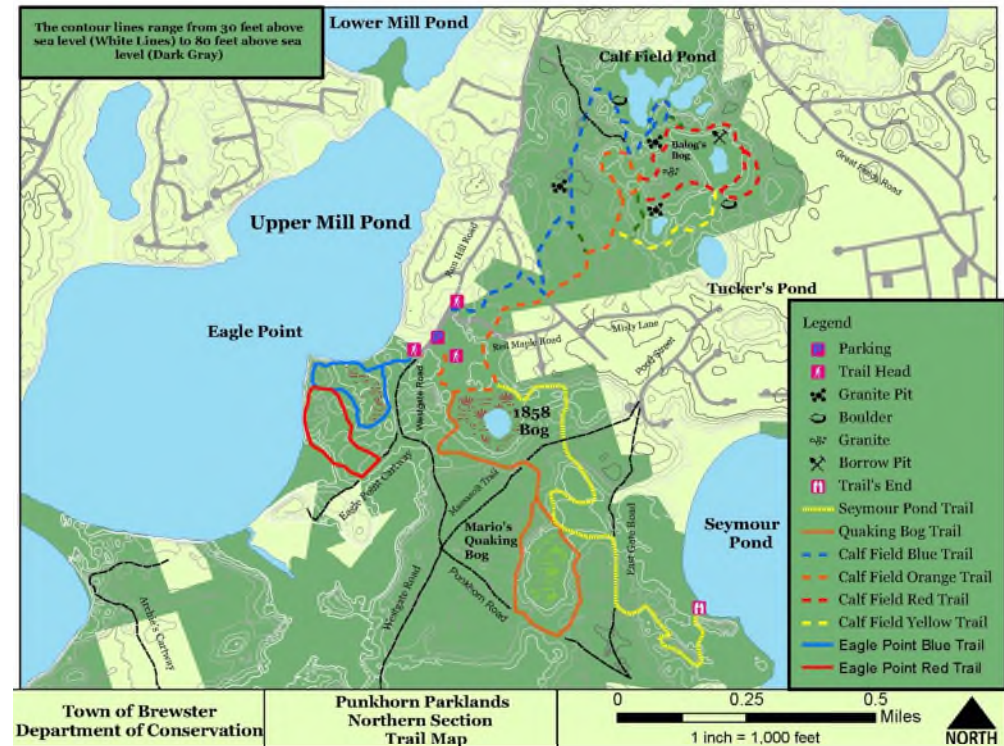 The contour lines range from 30 feet above
sea level (White Lines) to 80 feet above sea
level (Dark Gray)
Lower Mill Pond
Calf Field Pond
Balog's
Bog
Great Fields Road
Upper Mill Pond
Run Hill Road
Tucker's Pond
Eagle Point
Misty Lane
Red Maple Road
Pond Street
Westgate Road
1858
Bog
Eagle Point Cartway
Mario's
Quaking
Bog
Seymour
Pond
East Gate Road
Westgate Road
Punkhorn Road
Archie's Cartway
Legend
Parking
Trail Head
Granite Pit
Boulder
Granite
Borrow Pit
Trail's End
Seymour Pond Trail
Quaking Bog Trail
Calf Field Blue Trail
Calf Field Orange Trail
Calf Field Red Trail
Calf Field Yellow Trail
Eagle Point Blue Trail
Eagle Point Red Trail
Town of Brewster
Department of Conservation
Punkhorn Parklands
Northern Section
Trail Map
0 0.25 0.5
Miles
1 inch = 1,000 feet
NORTH